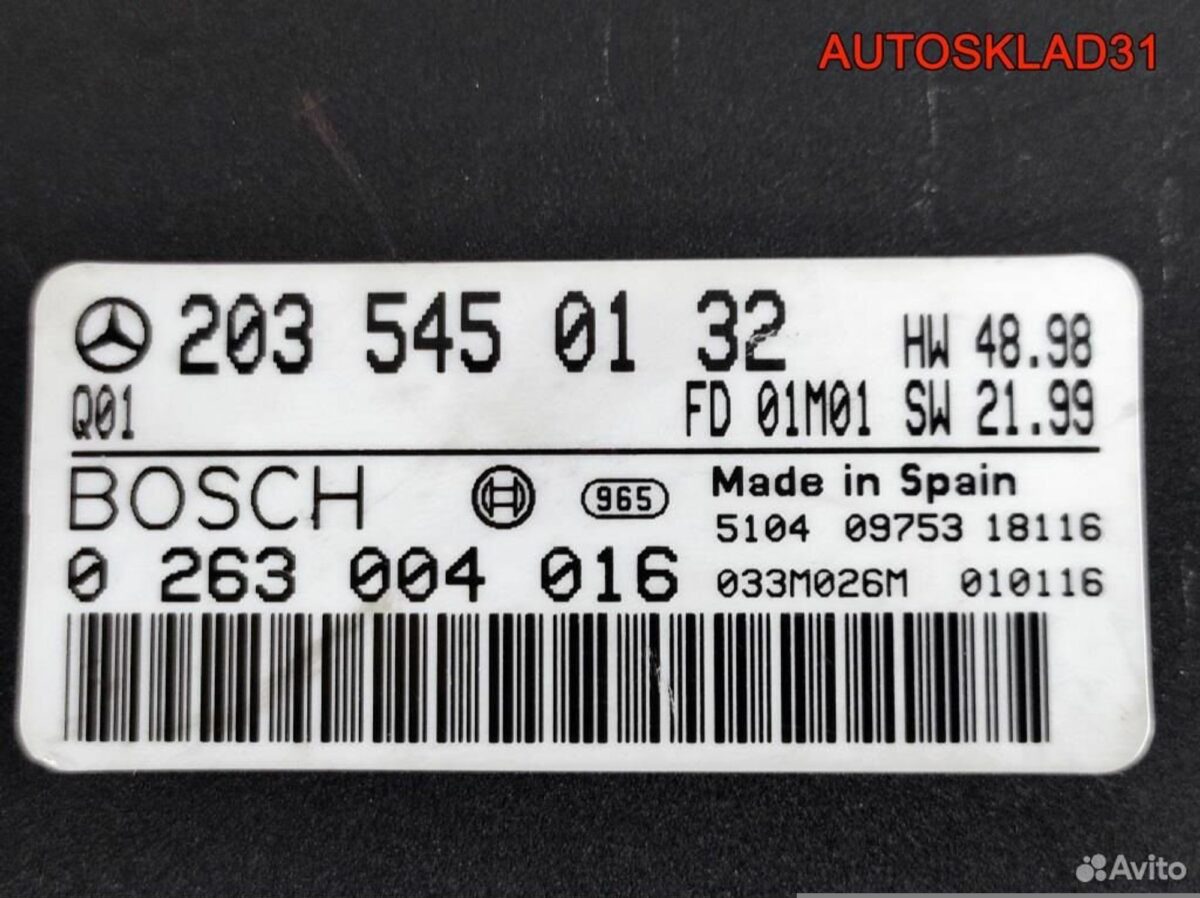 AUTOSKLAD31
203 545 01 32 HW 48.98
Q01 FD 01M01 SW 21.99
BOSCH 965 Made in Spain
5104 09753 18116
0 263 004 016 033M026M 010116
Avito